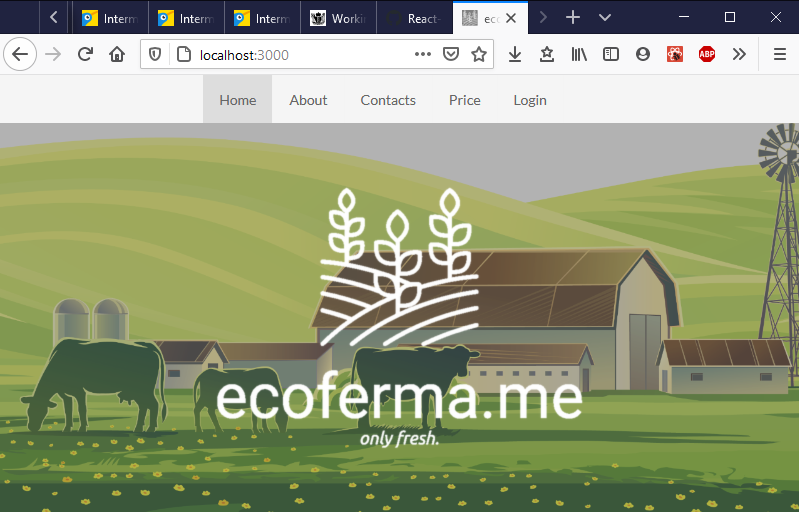 Interm
Interm
Interm
Workin
React-
eco
localhost:3000
ABP
Home
About
Contacts
Price
Login
ecoferma.me
only fresh.